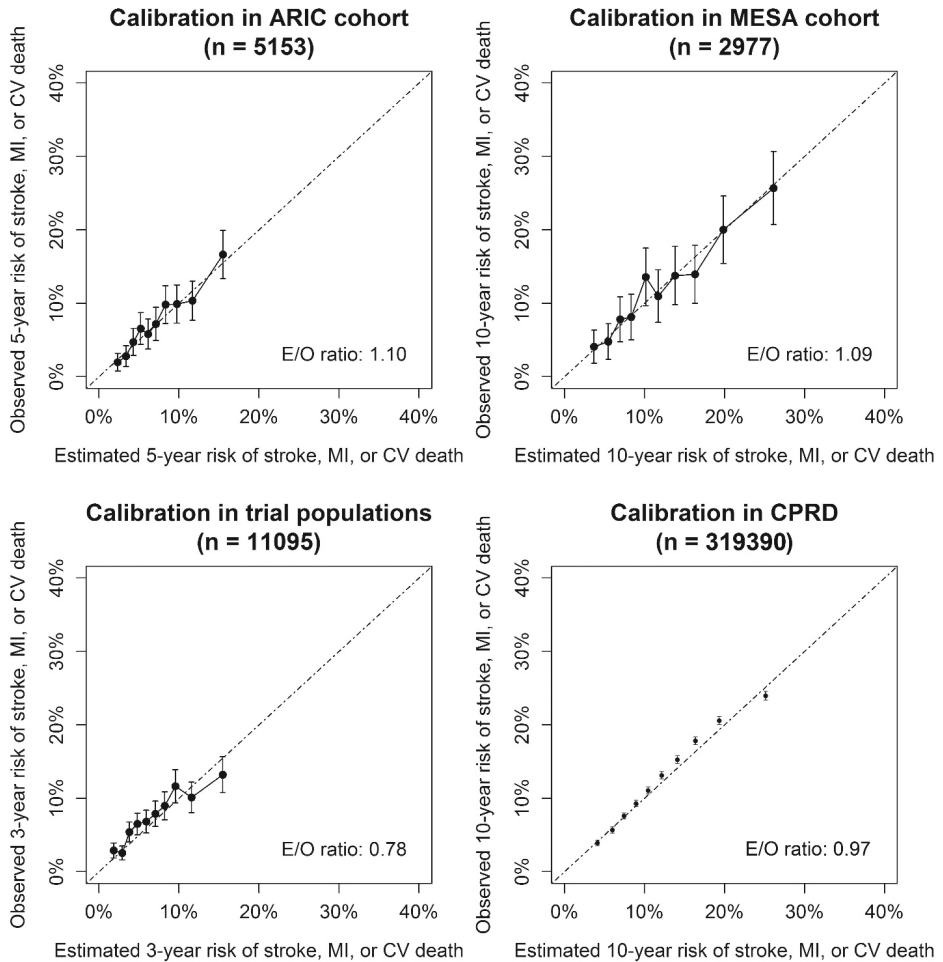 Calibration in ARIC cohort
(n = 5153)
Observed 5-year risk of stroke, MI, or CV death
40%
30%
20%
10%
0%
E/O ratio: 1.10
0%
10%
20%
30%
40%
Estimated 5-year risk of stroke, MI, or CV death
Calibration in MESA cohort
(n = 2977)
Observed 10-year risk of stroke, MI, or CV death
40%
30%
20%
10%
0%
E/O ratio: 1.09
0%
10%
20%
30%
40%
Estimated 10-year risk of stroke, MI, or CV death
Calibration in trial populations
(n = 11095)
Observed 3-year risk of stroke, MI, or CV death
40%
30%
20%
10%
0%
E/O ratio: 0.78
0%
10%
20%
30%
40%
Estimated 3-year risk of stroke, MI, or CV death
Calibration in CPRD
(n = 319390)
Observed 10-year risk of stroke, MI, or CV death
40%
30%
20%
10%
0%
E/O ratio: 0.97
0%
10%
20%
30%
40%
Estimated 10-year risk of stroke, MI, or CV death